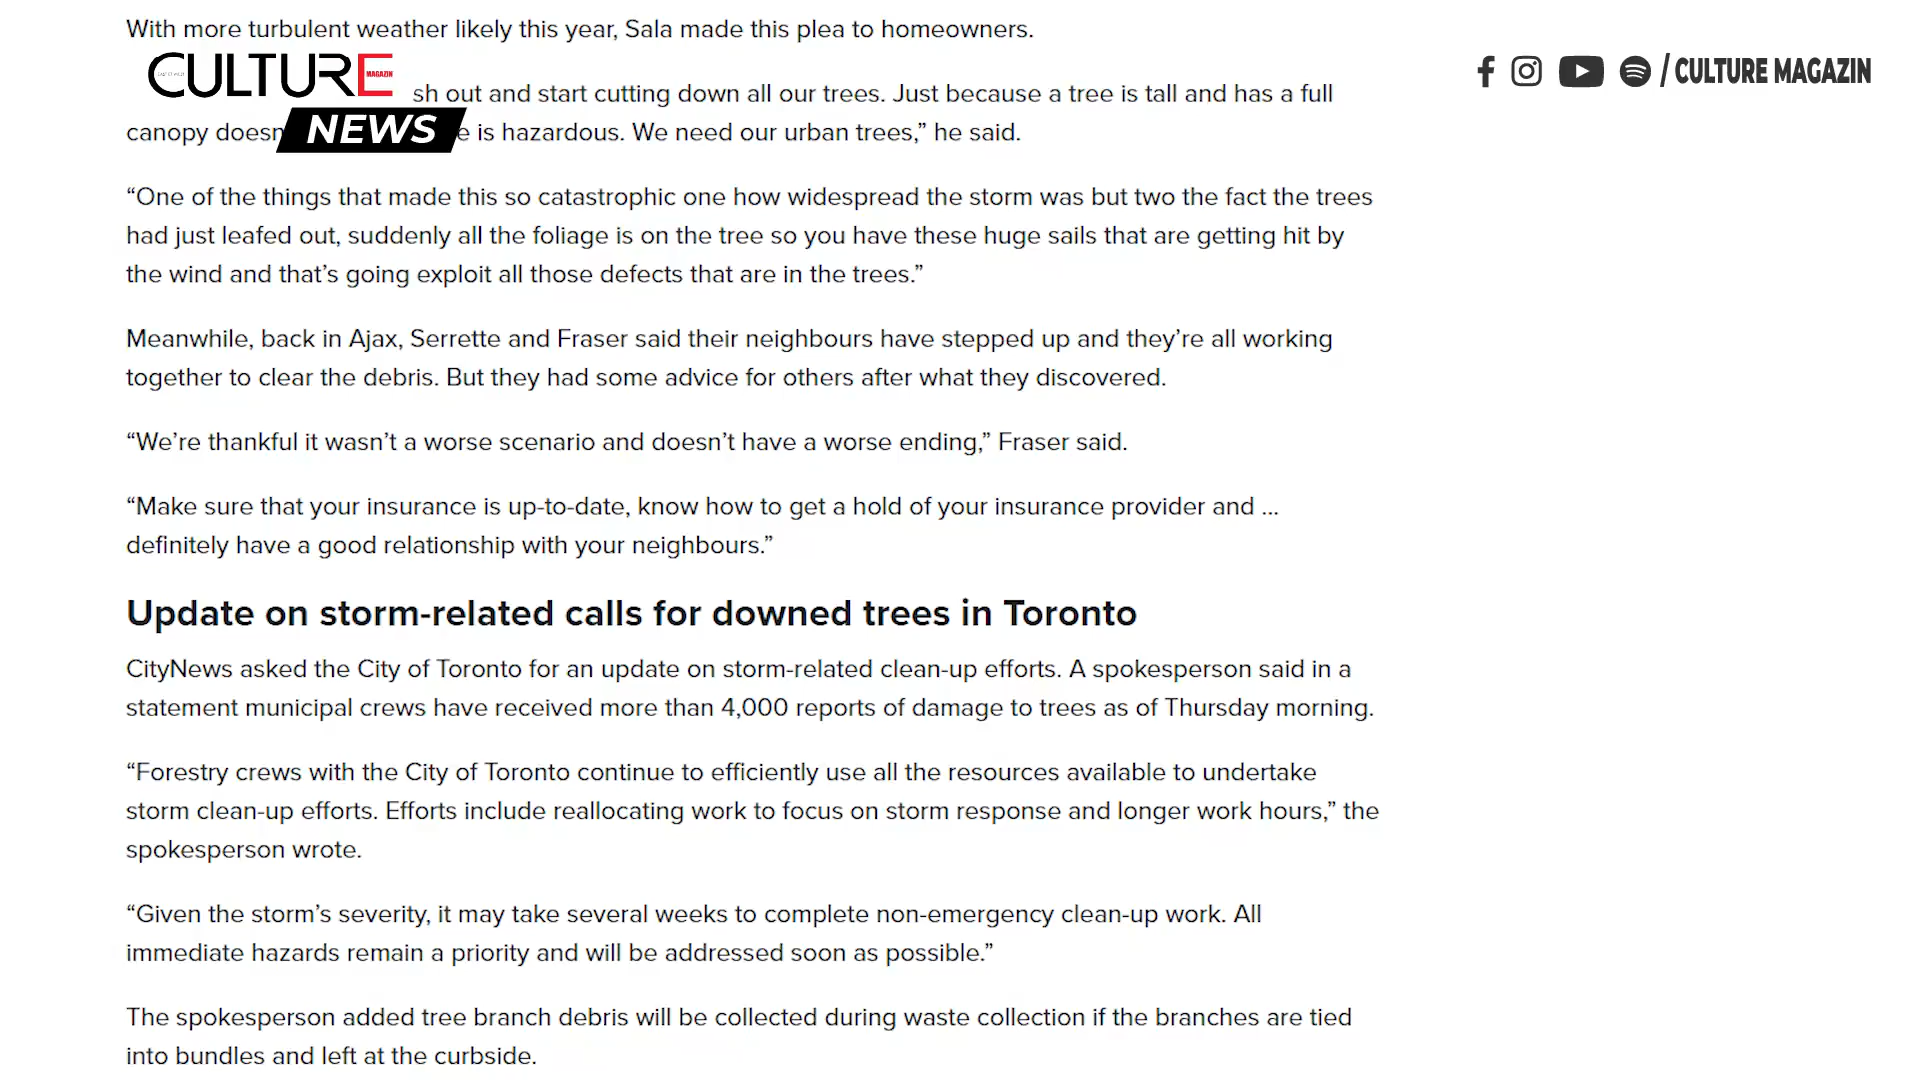 With more turbulent weather likely this year, Sala made this plea to homeowners.
CULTURE
MAGAZIN
NEWS
/ CULTURE MAGAZIN
out and start cutting down all our trees. Just because a tree is tall and has a full
canopy is hazardous. We need our urban trees,” he said.
“One of the things that made this so catastrophic one how widespread the storm was but two the fact the trees
had just leafed out, suddenly all the foliage is on the tree so you have these huge sails that are getting hit by
the wind and that’s going exploit all those defects that are in the trees.”
Meanwhile, back in Ajax, Serrette and Fraser said their neighbours have stepped up and they’re all working
together to clear the debris. But they had some advice for others after what they discovered.
“We’re thankful it wasn’t a worse scenario and doesn’t have a worse ending,” Fraser said.
“Make sure that your insurance is up-to-date, know how to get a hold of your insurance provider and ...
definitely have a good relationship with your neighbours.”
Update on storm-related calls for downed trees in Toronto
CityNews asked the City of Toronto for an update on storm-related clean-up efforts. A spokesperson said in a
statement municipal crews have received more than 4,000 reports of damage to trees as of Thursday morning.
“Forestry crews with the City of Toronto continue to efficiently use all the resources available to undertake
storm clean-up efforts. Efforts include reallocating work to focus on storm response and longer work hours,” the
spokesperson wrote.
“Given the storm’s severity, it may take several weeks to complete non-emergency clean-up work. All
immediate hazards remain a priority and will be addressed soon as possible.”
The spokesperson added tree branch debris will be collected during waste collection if the branches are tied
into bundles and left at the curbside.